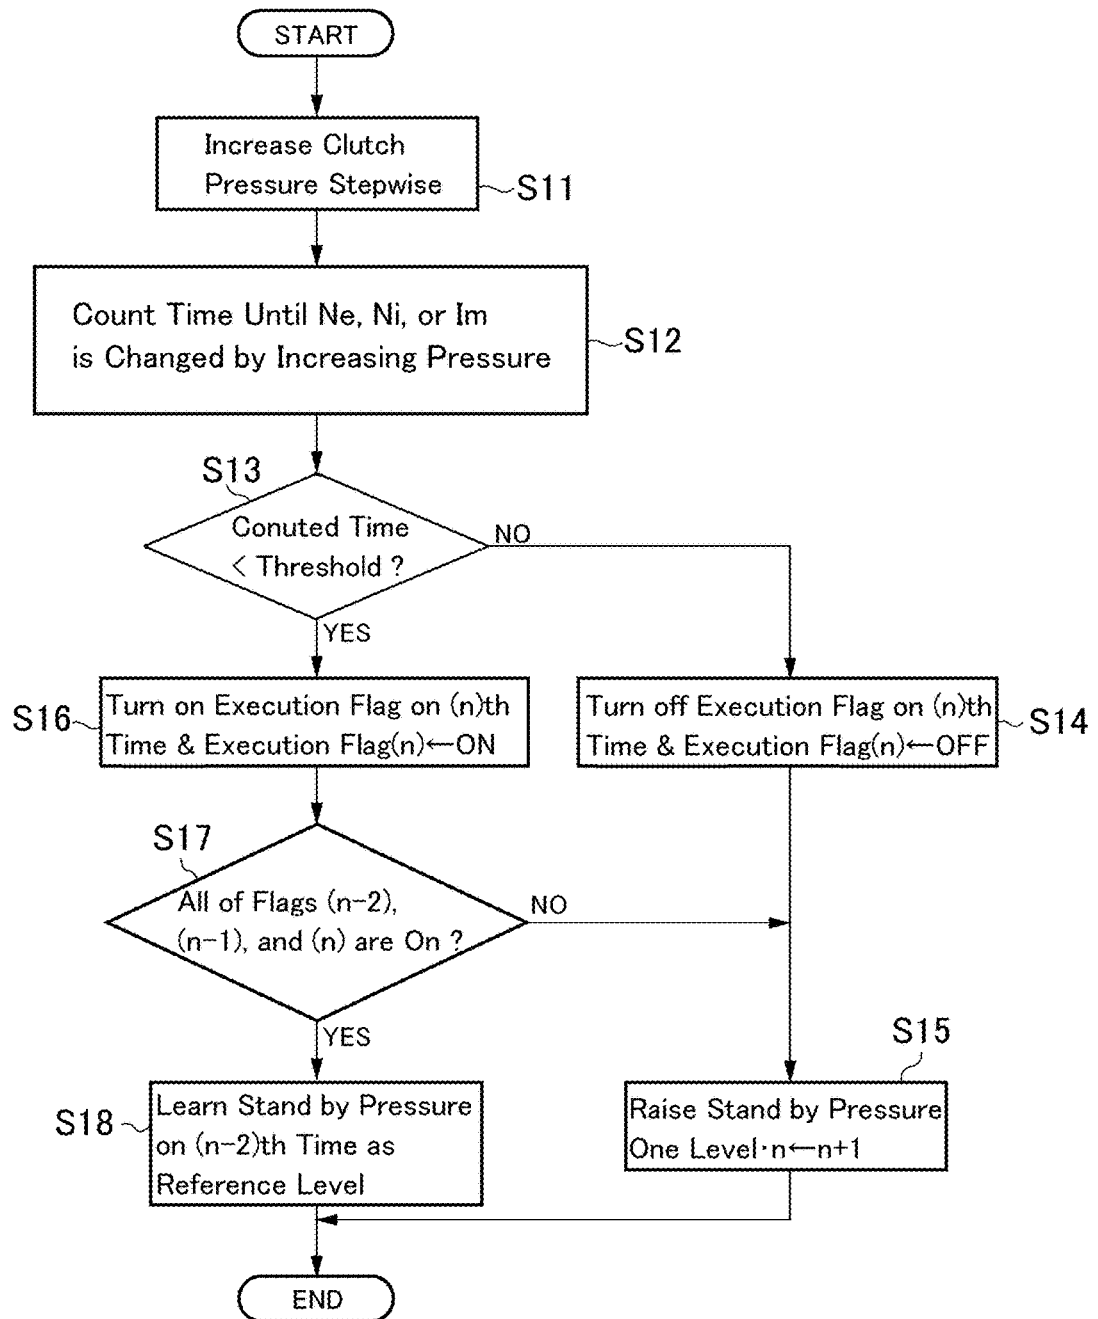 START
Increase Clutch
Pressure Stepwise
S11
Count Time Until Ne, Ni, or Im
is Changed by Increasing Pressure
S12
S13
Conuted Time
< Threshold ?
NO
YES
S16
Turn on Execution Flag on (n)th
Time & Execution Flag(n)←ON
Turn off Execution Flag on (n)th
Time & Execution Flag(n)←OFF
S14
S17
All of Flags (n-2),
(n-1), and (n) are On ?
NO
YES
S15
S18
Learn Stand by Pressure
on (n-2)th Time as
Reference Level
Raise Stand by Pressure
One Level·n←n+1
END